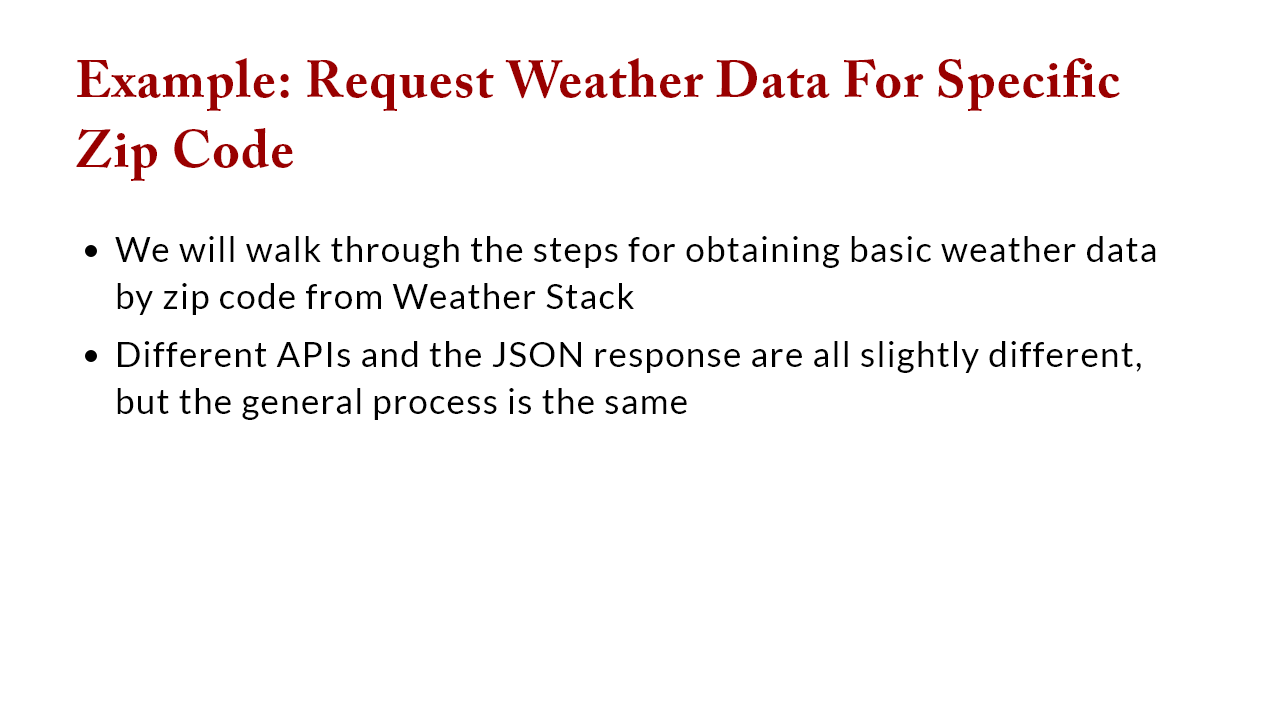 Example: Request Weather Data For Specific
Zip Code
• We will walk through the steps for obtaining basic weather data
by zip code from Weather Stack
• Different APIs and the JSON response are all slightly different,
but the general process is the same